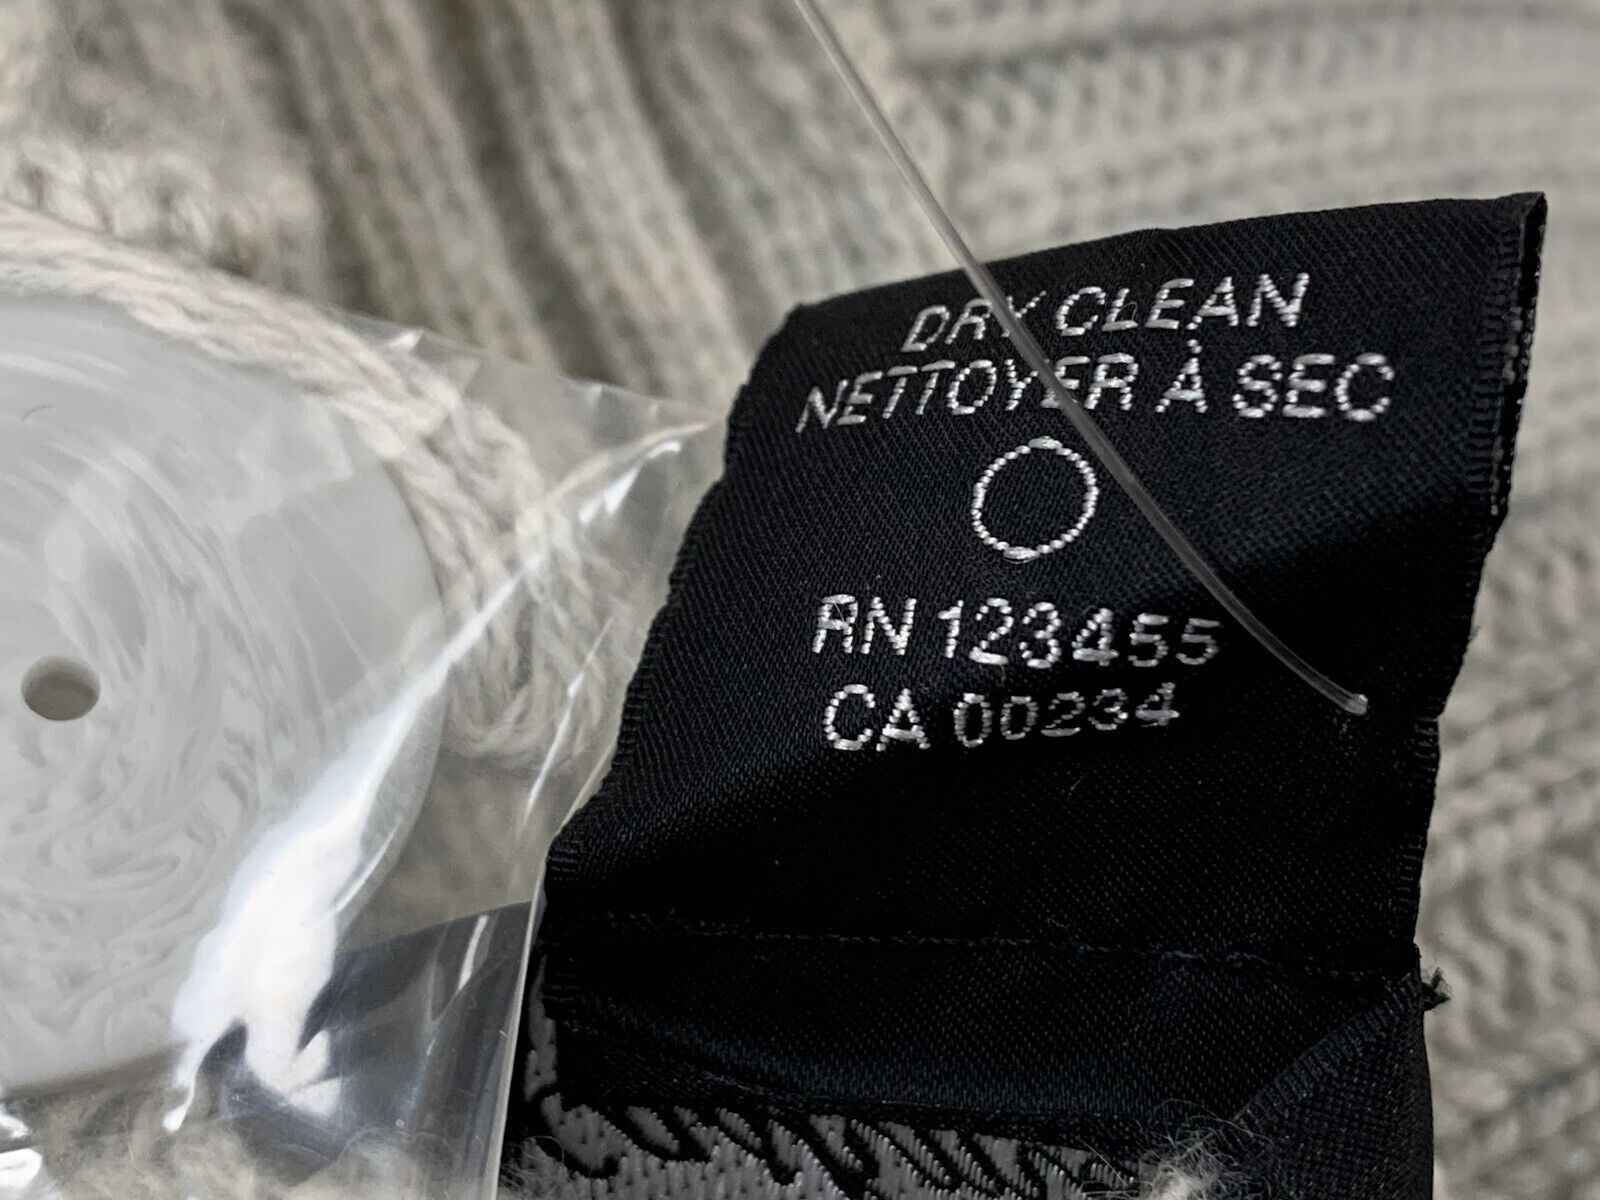 DRY CLEAN
NETTOYER À SEC
RN 123455
CA 00234